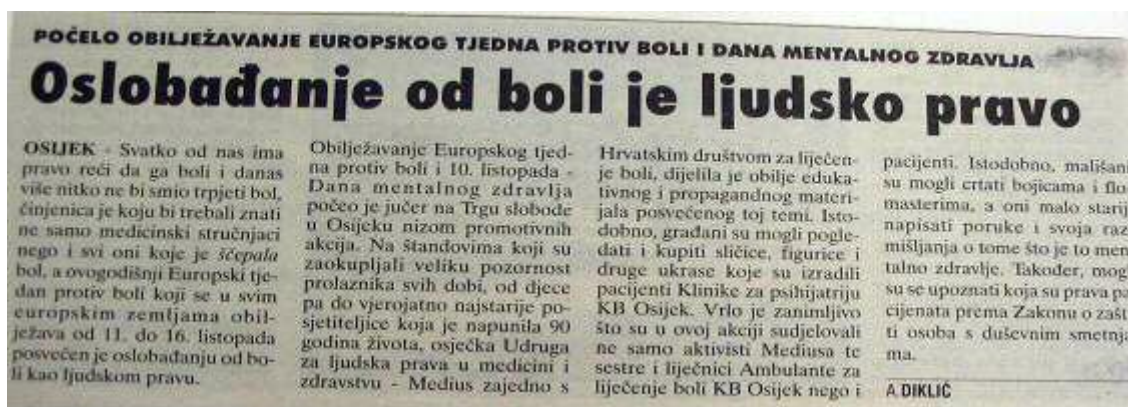 POČELO OBILJEŽAVANJE EUROPSKOG TJEDNA PROTIV BOLI I DANA MENTALNOG ZDRAVLJA
Oslobađanje od boli je ljudsko pravo
OSIJEK - Svatko od nas ima
pravo reći da ga boli i danas
više nitko ne bi smio trpjeti bol,
činjenica je koju bi trebali znati
ne samo medicinski stručnjaci
nego i svi oni koje je ščepala
bol, a ovogodišnji Europski tje-
dan protiv boli koji se u svim
europskim zemljama obil-
ježava od 11. do 16. listopada
posvećen je oslobađanju od bo-
li kao ljudskom pravu.
Obilježavanje Europskog tjed-
na protiv boli i 10. listopada -
Dana mentalnog zdravlja
počeo je jučer na Trgu slobode
u Osijeku nizom promotivnih
akcija. Na štandovima koji su
zaokupljali veliku pozornost
prolaznika svih dobi, od djece
pa do vjerojatno najstarije po-
sjetiteljice koja je napunila 90
godina života, osječka Udruga
za ljudska prava u medicini i
zdravstvu - Medius zajedno s
Hrvatskim društvom za liječen-
je boli, dijelila je obilje eduka-
tivnog i propagandnog materi-
jala posvećenog toj temi. Isto-
dobno, građani su mogli pogle-
dati i kupiti sličice, figurice i
druge ukrase koje su izradili
pacijenti Klinike za psihijatriju
KB Osijek. Vrlo je zanimljivo
što su u ovoj akciji sudjelovali
ne samo aktivisti Mediusa te
sestre i liječnici Ambulante za
liječenje boli KB Osijek nego i
pacijenti. Istodobno, mališani
su mogli crtati bojicama i flo-
masterima, a oni malo stariji
napisati poruke i svoja raz-
mišljanja o tome što je to men-
talno zdravlje. Također, mogli
su se upoznati koja su prava pa-
cijenata prema Zakonu o zašti-
ti osoba s duševnim smetnja-
ma.
A. DIKLIĆ